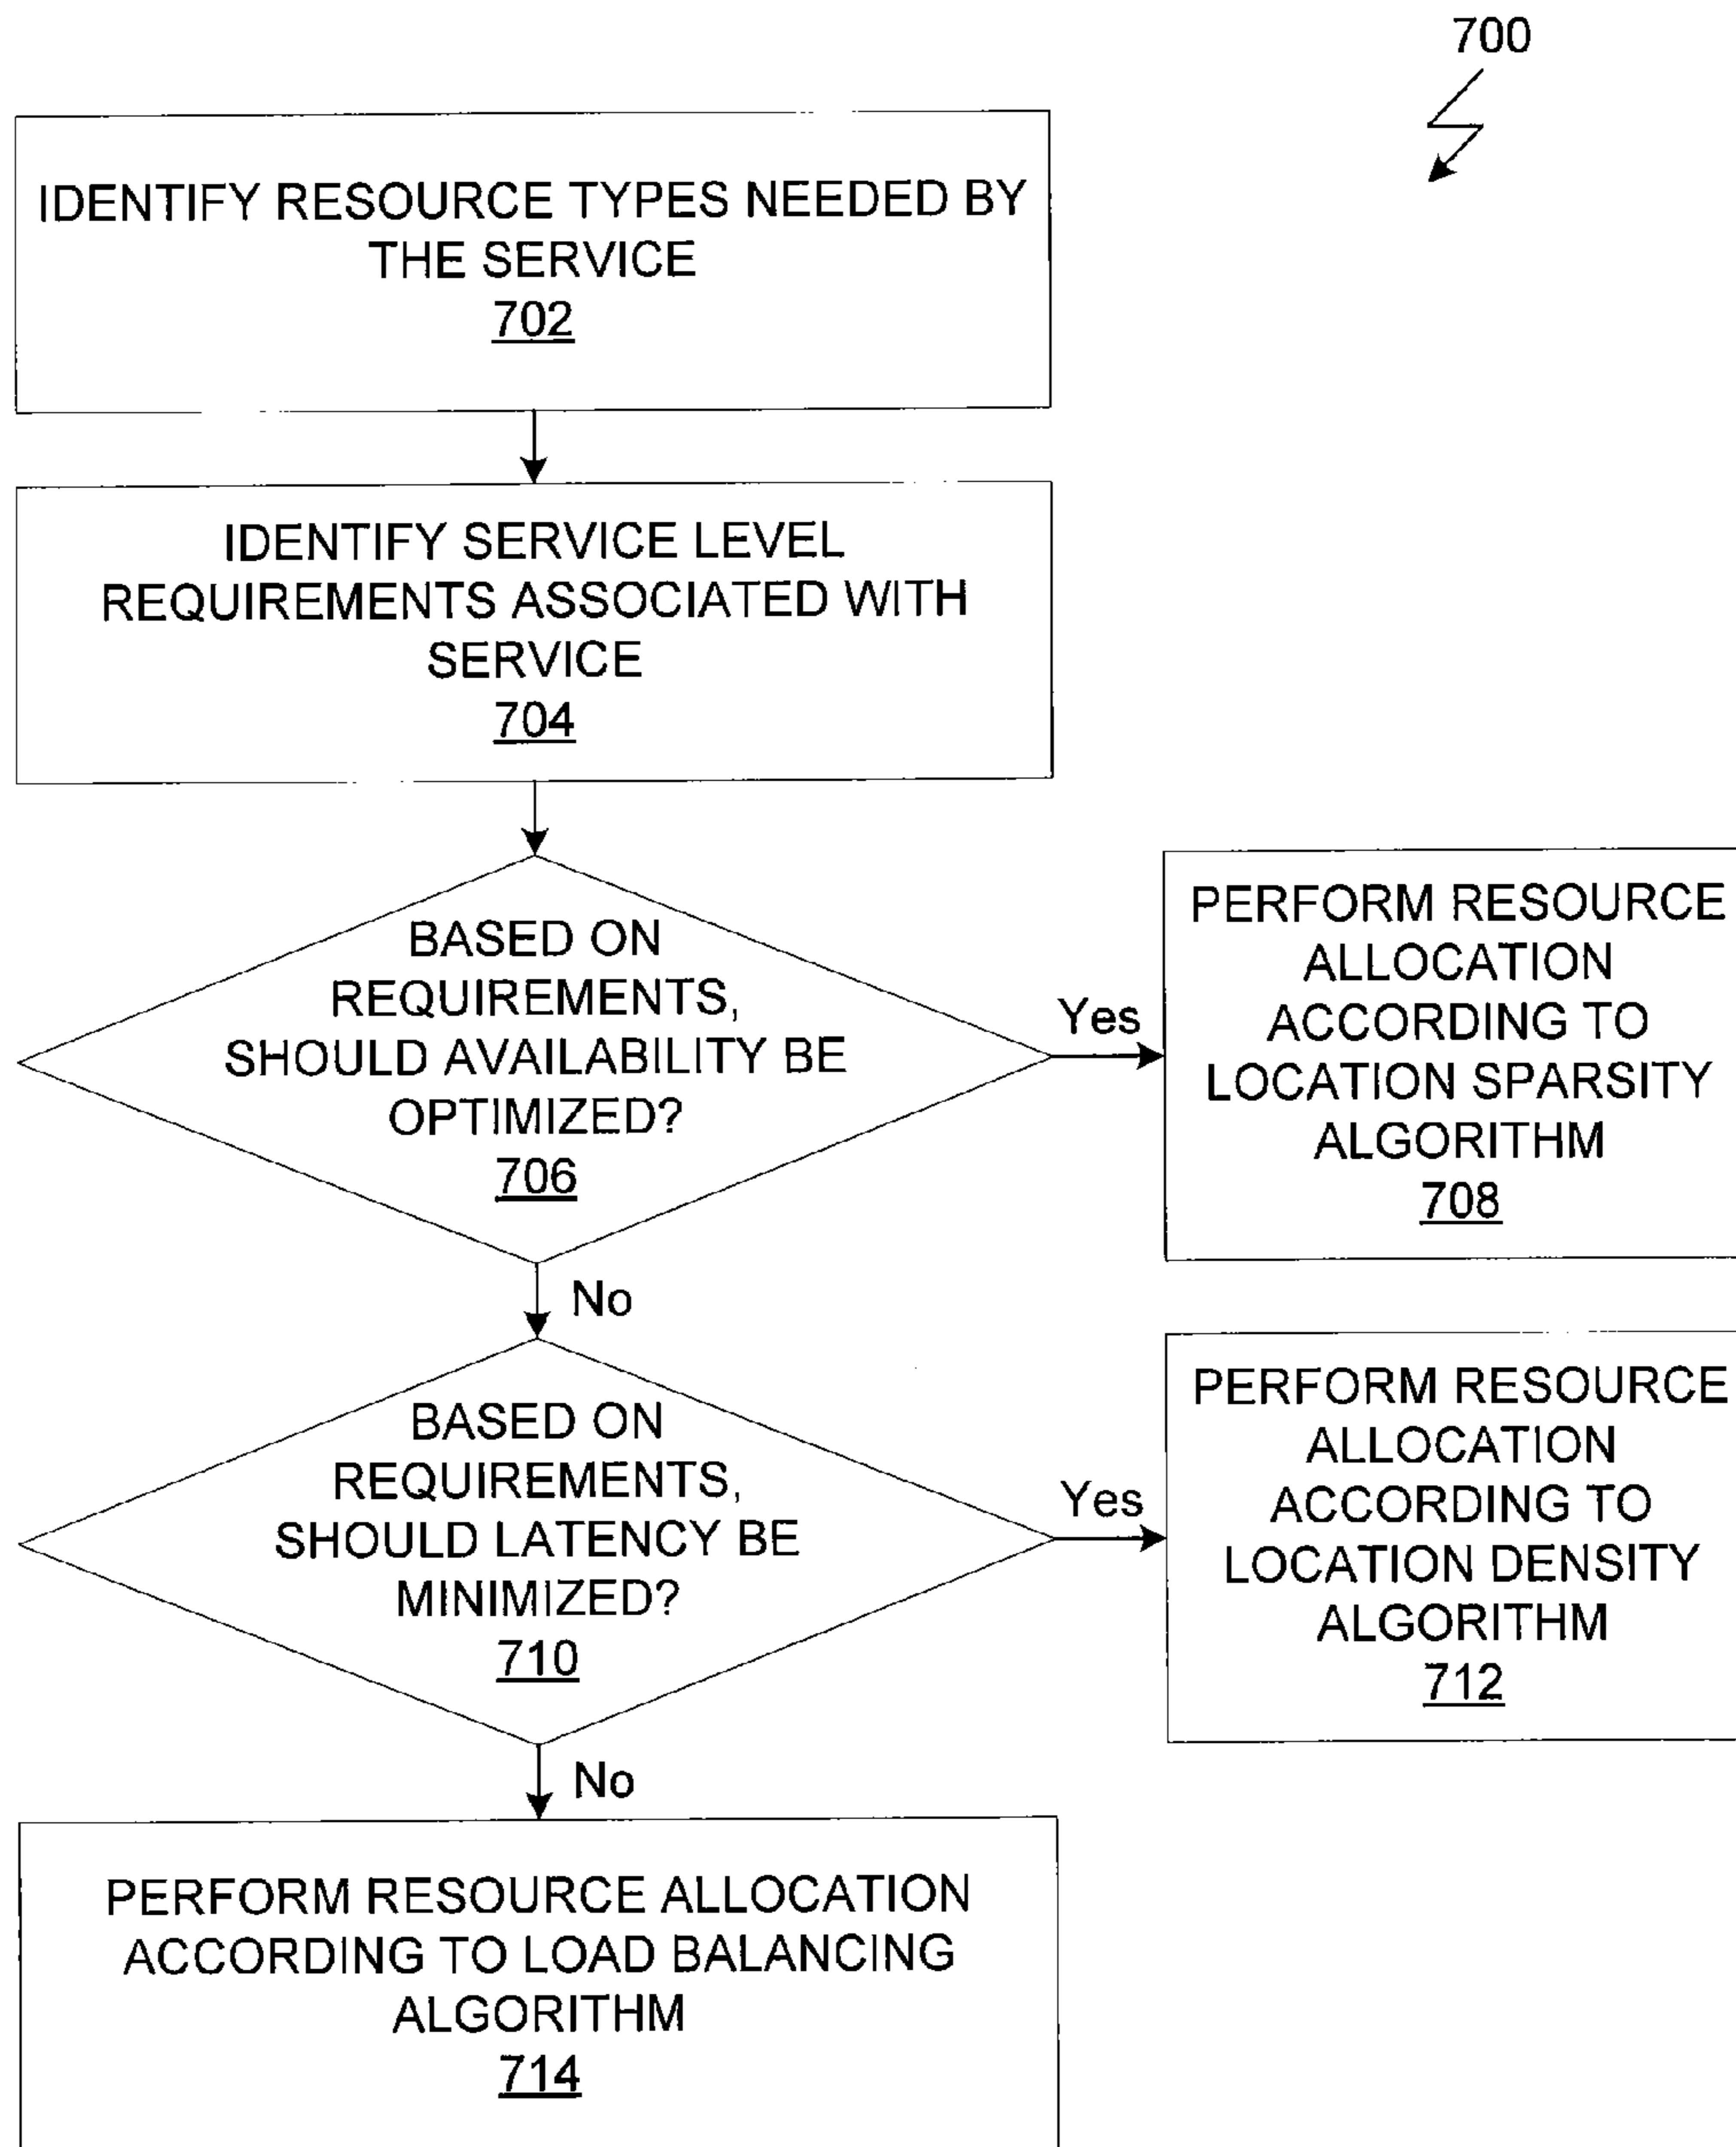 700
IDENTIFY RESOURCE TYPES NEEDED BY
THE SERVICE
702
IDENTIFY SERVICE LEVEL
REQUIREMENTS ASSOCIATED WITH
SERVICE
704
BASED ON
REQUIREMENTS,
SHOULD AVAILABILITY BE
OPTIMIZED?
706
Yes
PERFORM RESOURCE
ALLOCATION
ACCORDING TO
LOCATION SPARSITY
ALGORITHM
708
No
BASED ON
REQUIREMENTS,
SHOULD LATENCY BE
MINIMIZED?
710
Yes
PERFORM RESOURCE
ALLOCATION
ACCORDING TO
LOCATION DENSITY
ALGORITHM
712
No
PERFORM RESOURCE ALLOCATION
ACCORDING TO LOAD BALANCING
ALGORITHM
714